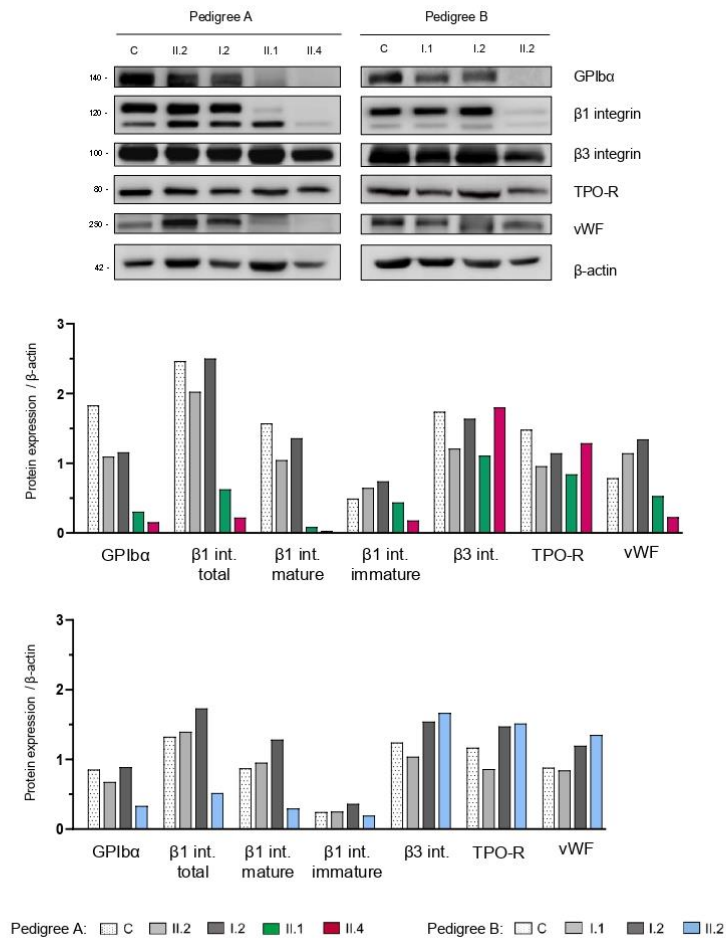 Pedigree A Pedigree B
C II.2 I.2 II.1 II.4 C I.1 I.2 II.2
140 - GPIbα
120 - β1 integrin
100 - β3 integrin
80 - TPO-R
250 - vWF
42 - β-actin
Protein expression / β-actin
3
2
1
0
GPIbα β1 int. total β1 int. mature β1 int. immature β3 int. TPO-R vWF
Protein expression / β-actin
3
2
1
0
GPIbα β1 int. total β1 int. mature β1 int. immature β3 int. TPO-R vWF
Pedigree A: C II.2 I.2 II.1 II.4 Pedigree B: C I.1 I.2 II.2